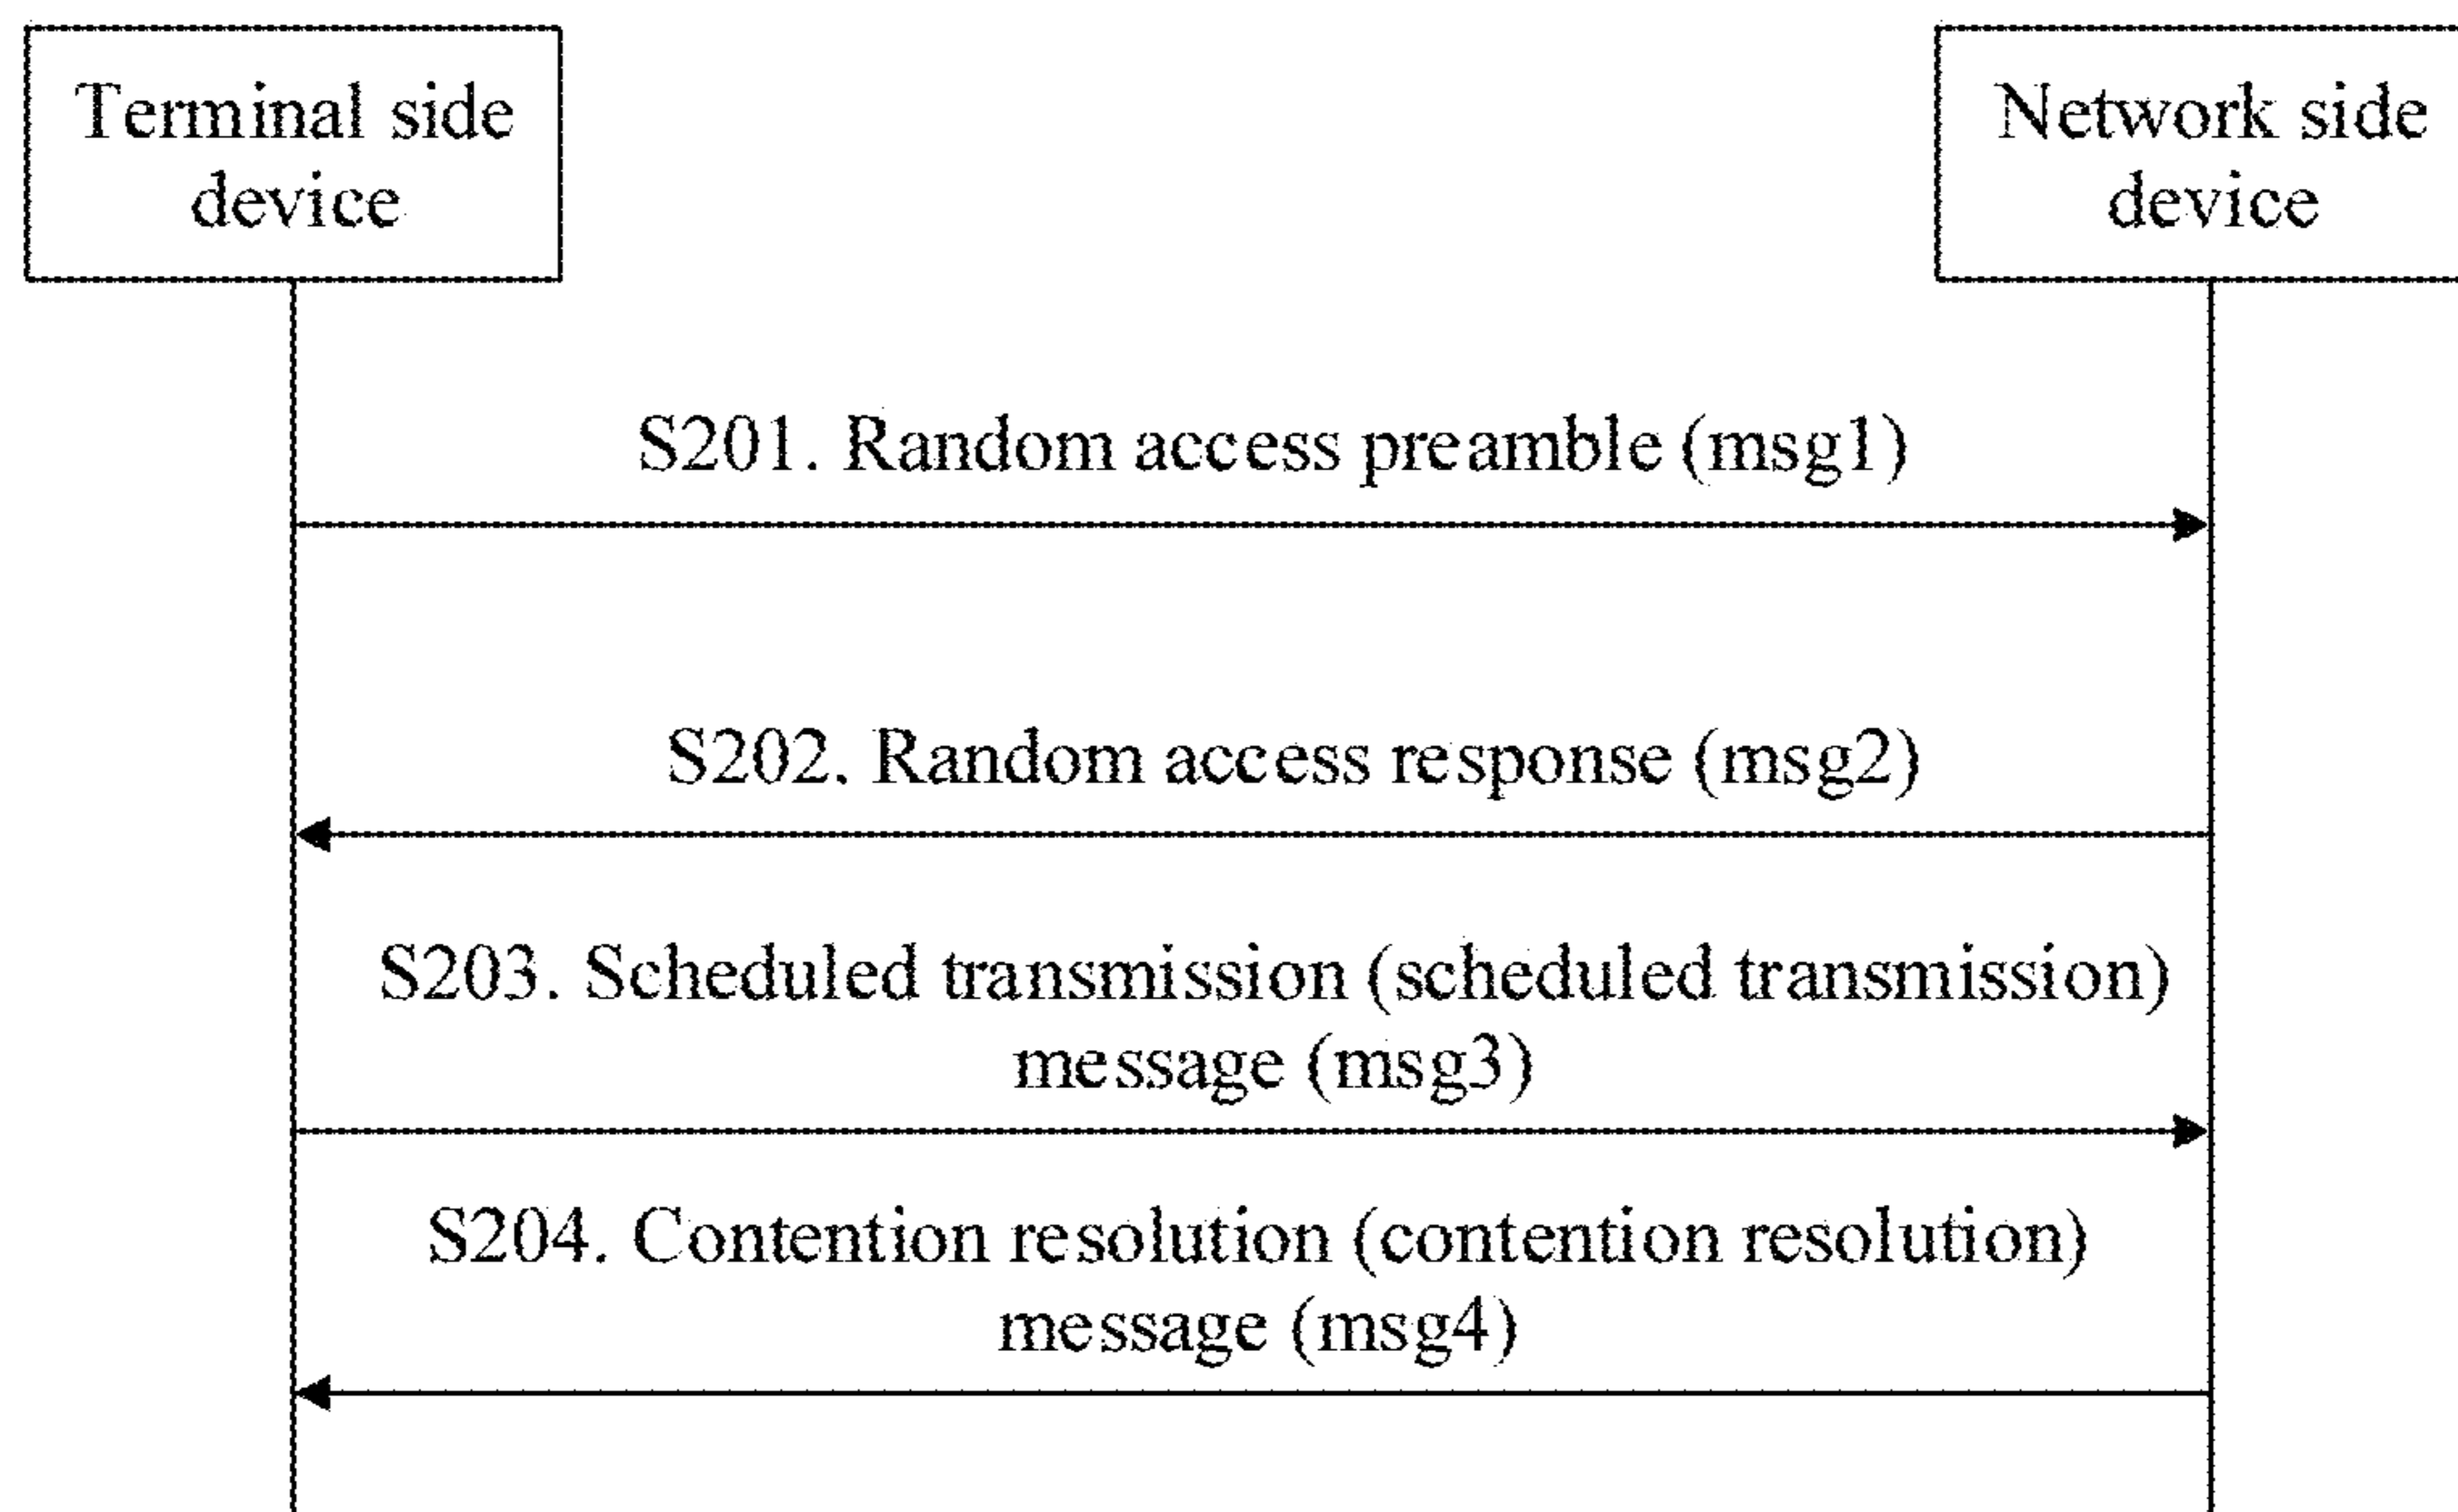 Terminal side
device
Network side
device
S201. Random access preamble (msg1)
S202. Random access response (msg2)
S203. Scheduled transmission (scheduled transmission)
message (msg3)
S204. Contention resolution (contention resolution)
message (msg4)